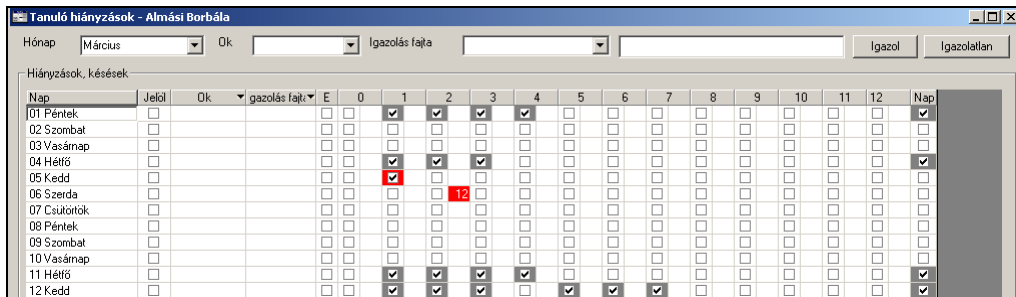 Tanuló hiányzások - Almási Borbála
Hónap Március Ok Igazolás fajta Igazol Igazolatlan
Hiányzások, késések
Nap Jelöl Ok gazolás fajta E 0 1 2 3 4 5 6 7 8 9 10 11 12 Nap
01 Péntek
02 Szombat
03 Vasárnap
04 Hétfő
05 Kedd
06 Szerda 12
07 Csütörtök
08 Péntek
09 Szombat
10 Vasárnap
11 Hétfő
12 Kedd